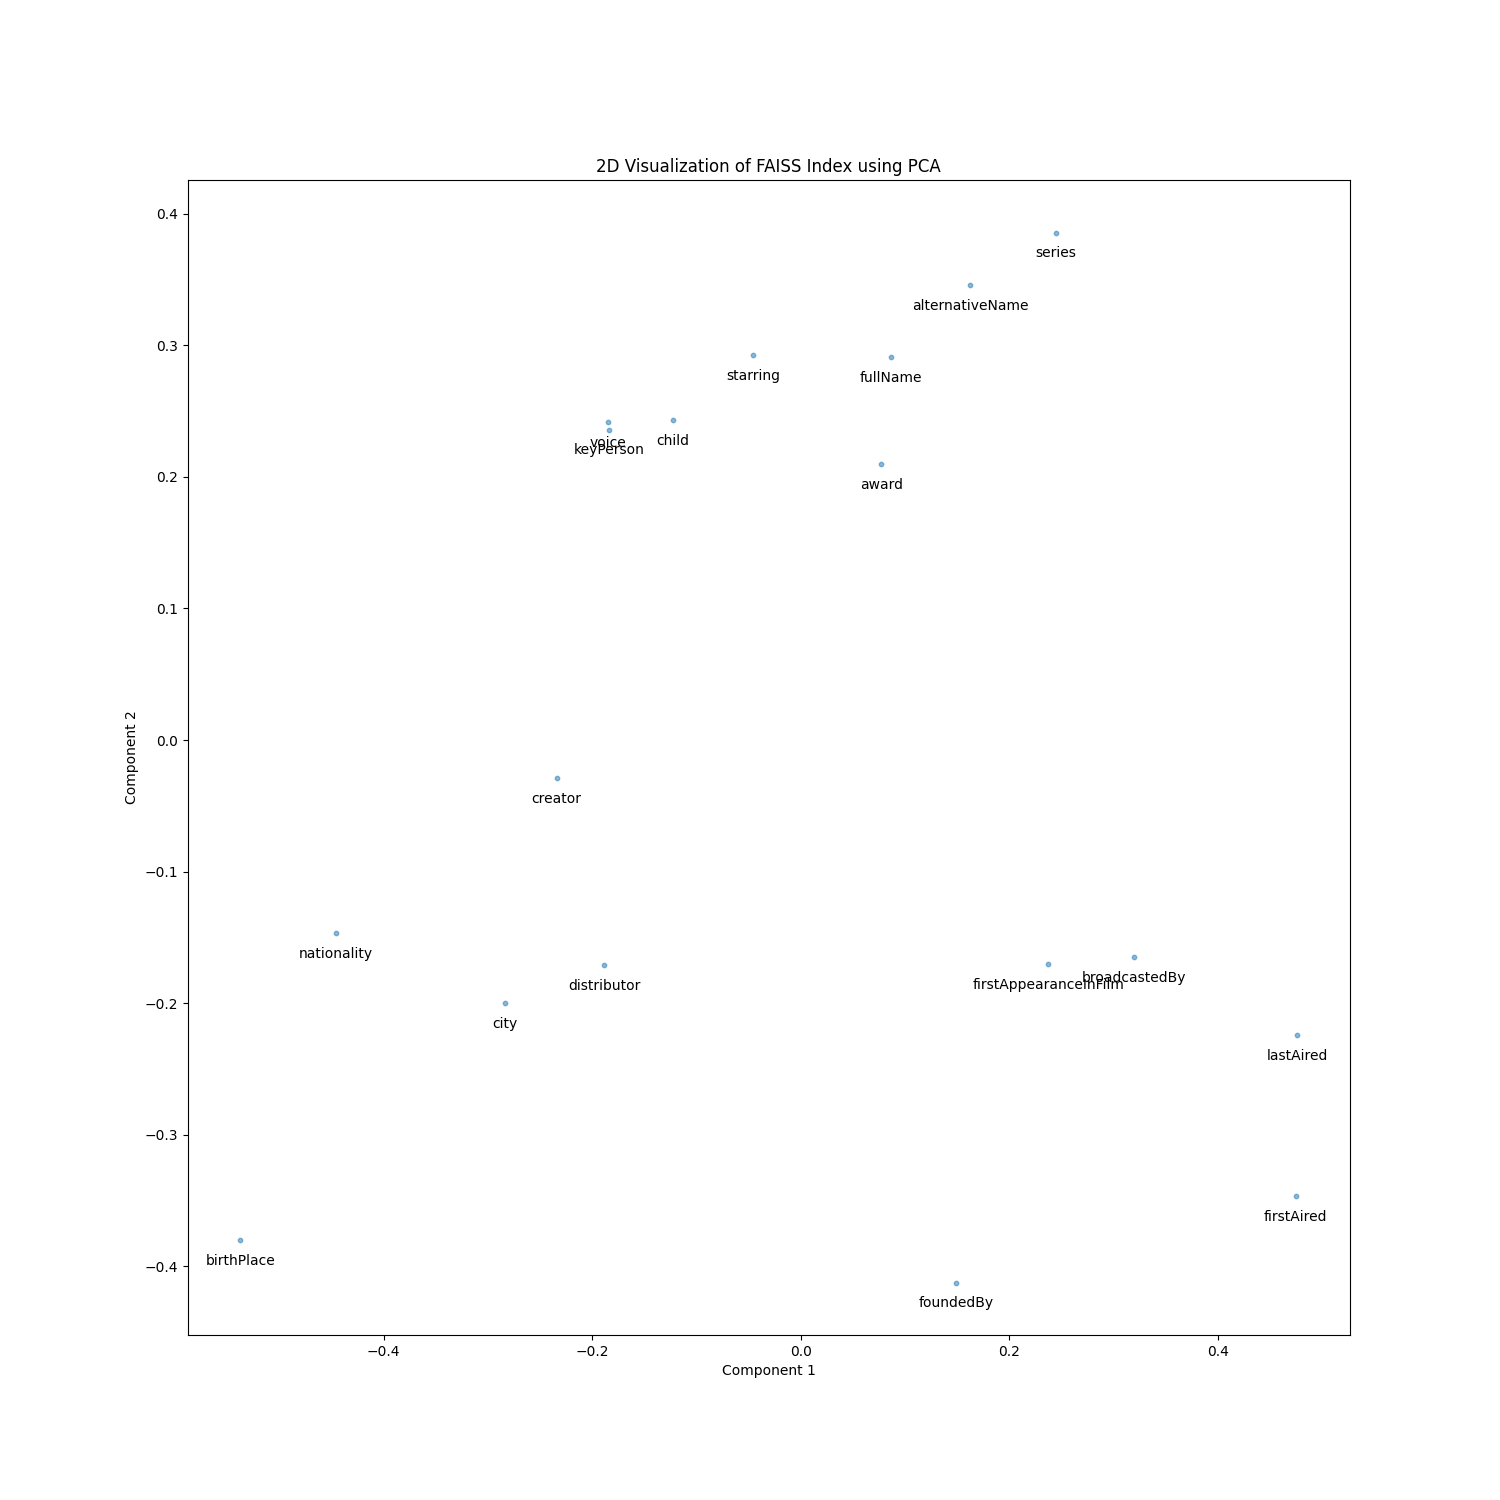 2D Visualization of FAISS Index using PCA
0.4
series
alternativeName
0.3
starring
fullName
voice
child
keyPerson
0.2
award
0.1
Component 2
0.0
creator
−0.1
nationality
broadcastedBy
distributor
firstAppearanceInFilm
−0.2
city
lastAired
−0.3
firstAired
birthPlace
−0.4
foundedBy
−0.4 −0.2 0.0 0.2 0.4
Component 1